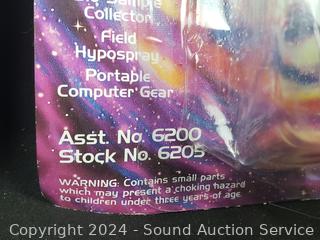 Sample
Collector
Field
Hypospray
Portable
Computer Gear
Asst. No. 6200
Stock No. 6205
WARNING: Contains small parts
which may present a choking hazard
to children under three years of age.
Copyright 2024 - Sound Auction Service